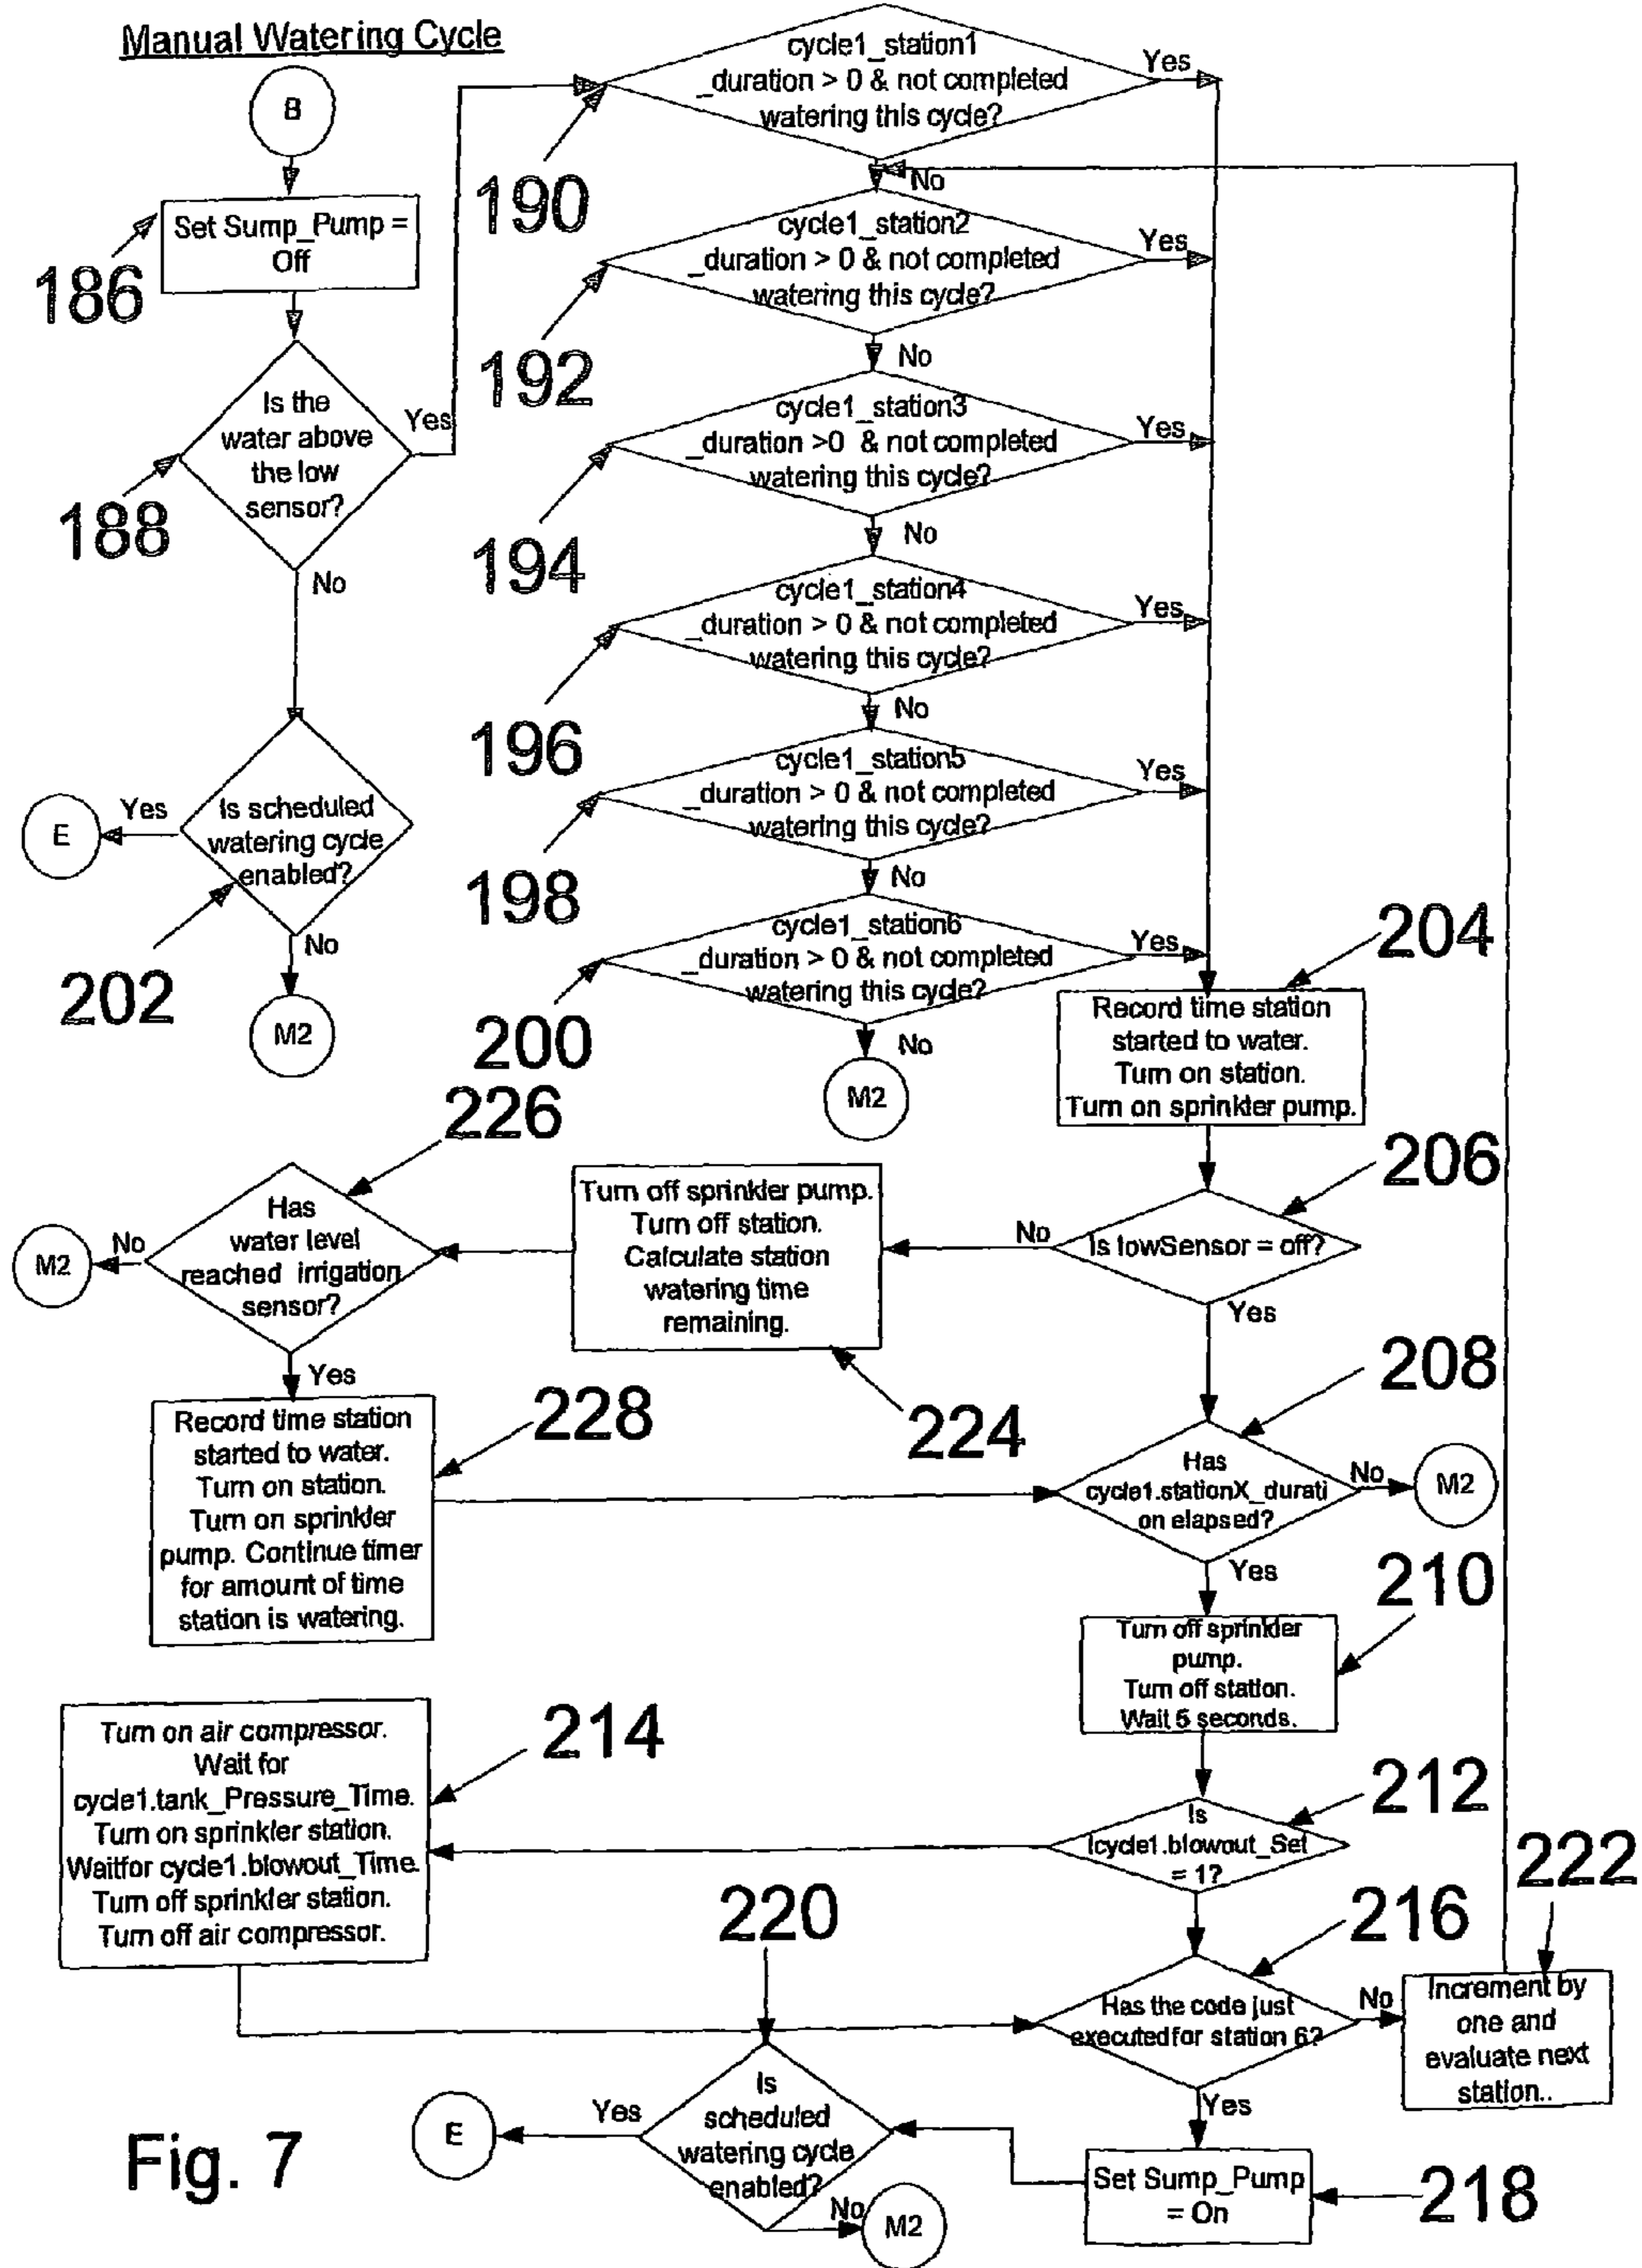 Manual Watering Cycle
B
Set Sump_Pump =
Off
186
Is the
water above
the low
sensor?
Yes
188
No
Is scheduled
watering cycle
enabled?
Yes
E
202
No
M2
cycle1_station1
_duration > 0 & not completed
watering this cycle?
Yes
190
No
cycle1_station2
_duration > 0 & not completed
watering this cycle?
Yes
192
No
cycle1_station3
_duration >0 & not completed
watering this cycle?
Yes
194
No
cycle1_station4
_duration > 0 & not completed
watering this cycle?
Yes
196
No
cycle1_station5
_duration > 0 & not completed
watering this cycle?
Yes
198
No
cycle1_station6
_duration > 0 & not completed
watering this cycle?
Yes
200
No
M2
204
Record time station
started to water.
Turn on station.
Turn on sprinkler pump.
206
Is lowSensor = off?
No
Yes
Turn off sprinkler pump.
Turn off station.
Calculate station
watering time
remaining.
224
226
Has
water level
reached irrigation
sensor?
No
M2
Yes
Record time station
started to water.
Turn on station.
Turn on sprinkler
pump. Continue timer
for amount of time
station is watering.
228
208
Has
cycle1.stationX_durati
on elapsed?
No
M2
Yes
210
Turn off sprinkler
pump.
Turn off station.
Wait 5 seconds.
212
Is
!cycle1.blowout_Set
= 1?
214
Turn on air compressor.
Wait for
cycle1.tank_Pressure_Time.
Turn on sprinkler station.
Waitfor cycle1.blowout_Time.
Turn off sprinkler station.
Turn off air compressor.
216
Has the code just
executed for station 6?
No
222
Increment by
one and
evaluate next
station..
Yes
Set Sump_Pump
= On
218
220
Is
scheduled
watering cycle
enabled?
Yes
E
No
M2
Fig. 7